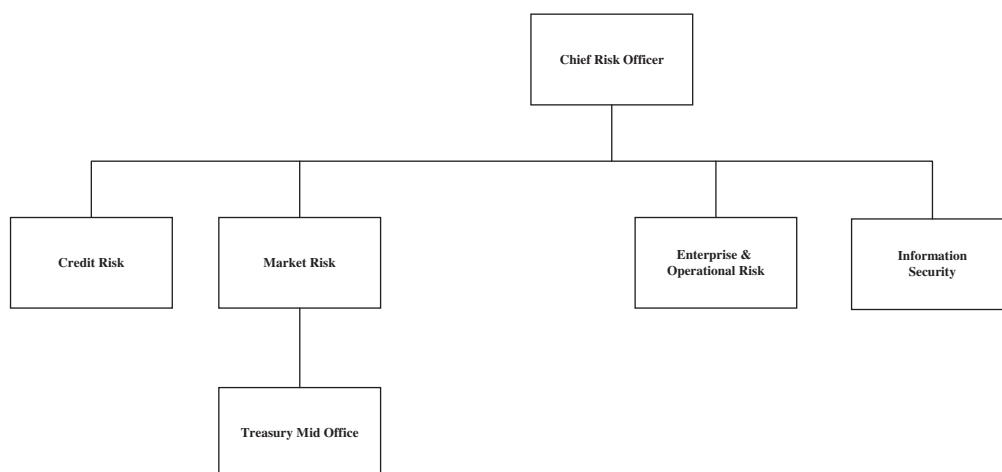 Chief Risk Officer
Credit Risk
Market Risk
Enterprise &
Operational Risk
Information
Security
Treasury Mid Office